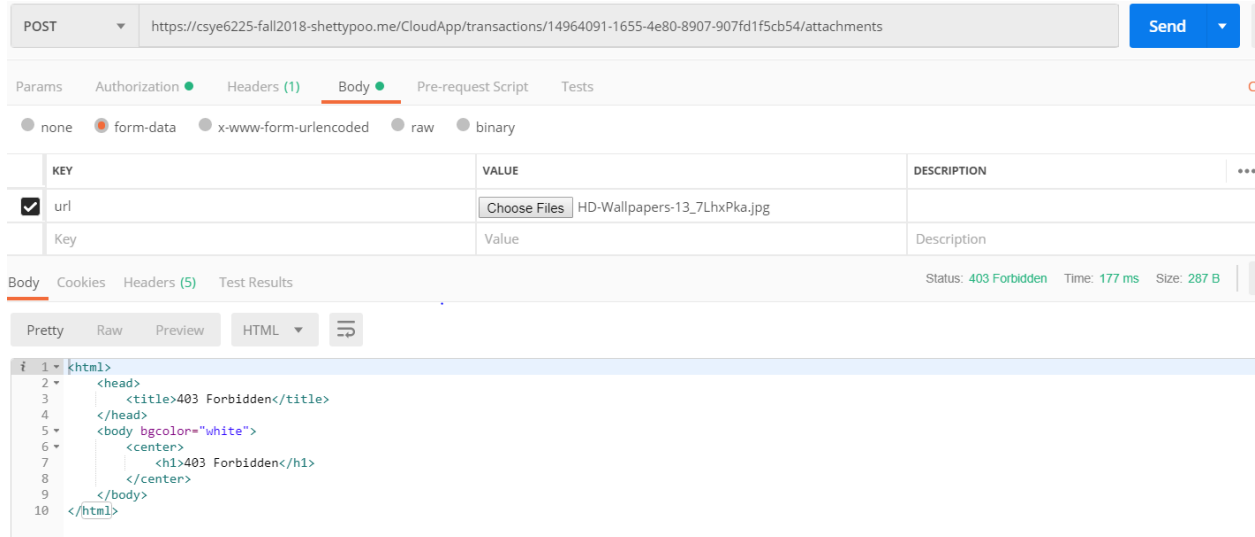 POST https://csye6225-fall2018-shettypoo.me/CloudApp/transactions/14964091-1655-4e80-8907-907fd1f5cb54/attachments Send
Params Authorization Headers (1) Body Pre-request Script Tests
none form-data x-www-form-urlencoded raw binary
KEY VALUE DESCRIPTION
url Choose Files HD-Wallpapers-13_7LhxPka.jpg
Key Value Description
Body Cookies Headers (5) Test Results Status: 403 Forbidden Time: 177 ms Size: 287 B
Pretty Raw Preview HTML
i 1 <html>
2 <head>
3 <title>403 Forbidden</title>
4 </head>
5 <body bgcolor="white">
6 <center>
7 <h1>403 Forbidden</h1>
8 </center>
9 </body>
10 </html>